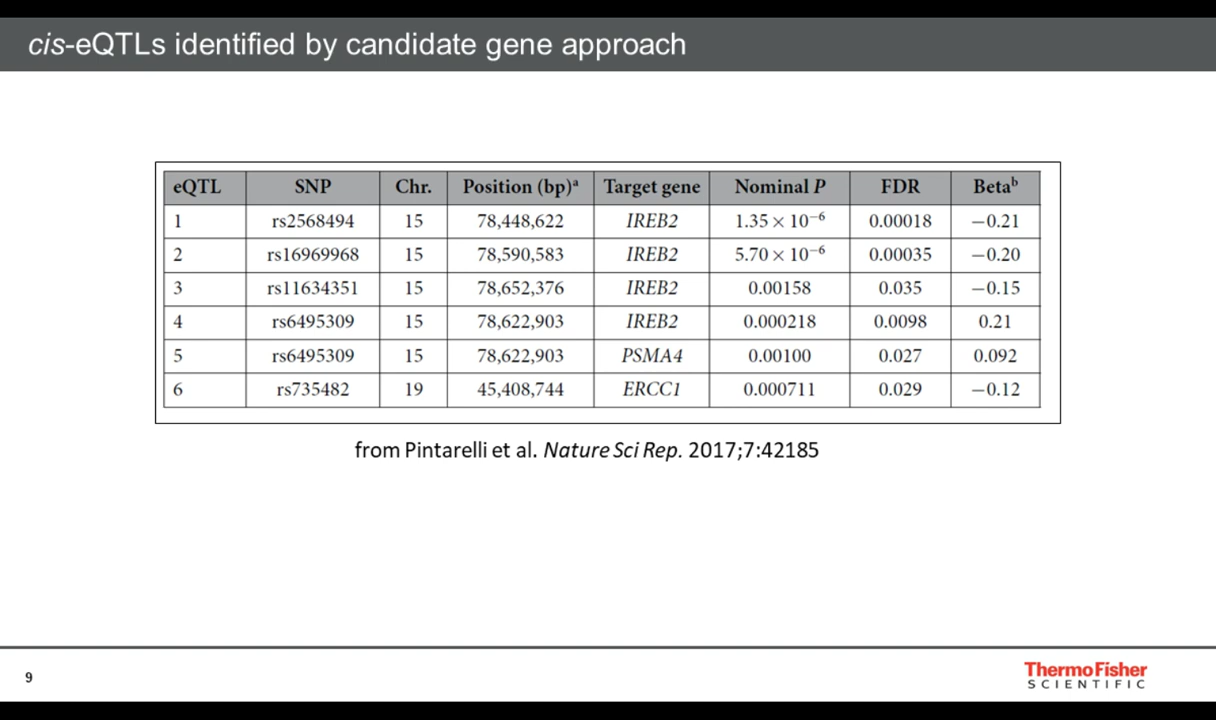 cis-eQTLs identified by candidate gene approach
eQTL SNP Chr. Position (bp)ᵃ Target gene Nominal P FDR Betaᵇ
1 rs2568494 15 78,448,622 IREB2 1.35 × 10⁻⁶ 0.00018 −0.21
2 rs16969968 15 78,590,583 IREB2 5.70 × 10⁻⁶ 0.00035 −0.20
3 rs11634351 15 78,652,376 IREB2 0.00158 0.035 −0.15
4 rs6495309 15 78,622,903 IREB2 0.000218 0.0098 0.21
5 rs6495309 15 78,622,903 PSMA4 0.00100 0.027 0.092
6 rs735482 19 45,408,744 ERCC1 0.000711 0.029 −0.12
from Pintarelli et al. Nature Sci Rep. 2017;7:42185
9
ThermoFisher
SCIENTIFIC